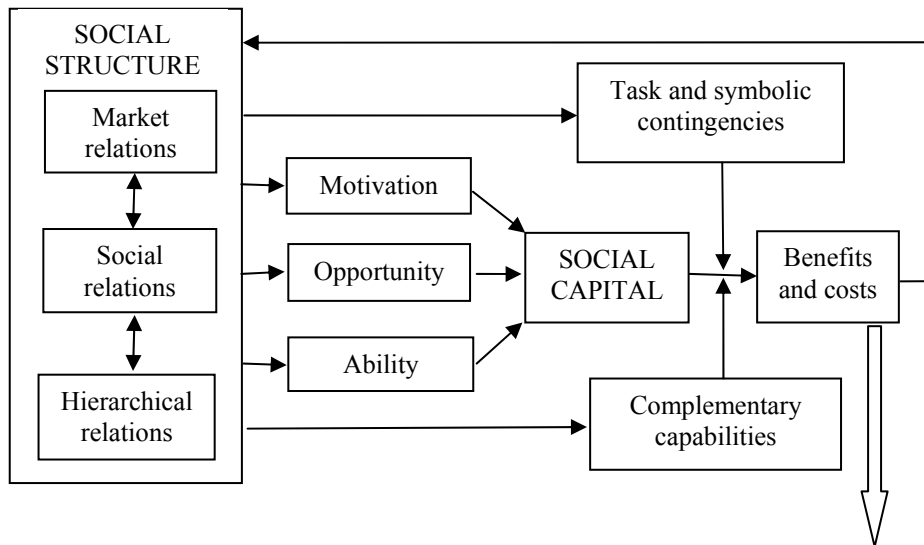 SOCIAL
STRUCTURE
Market
relations
Social
relations
Hierarchical
relations
Motivation
Opportunity
Ability
Task and symbolic
contingencies
SOCIAL
CAPITAL
Complementary
capabilities
Benefits
and costs